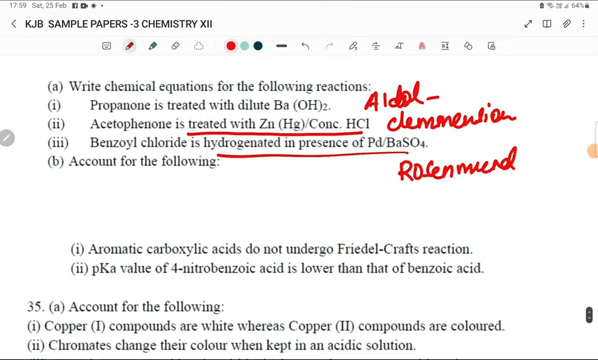 17:59 Sat, 25 Feb
64%
KJB SAMPLE PAPERS -3 CHEMISTRY XII
(a) Write chemical equations for the following reactions:
(i) Propanone is treated with dilute Ba (OH)₂.
Aldol-
(ii) Acetophenone is treated with Zn (Hg)/Conc. HCl
clemmention
(iii) Benzoyl chloride is hydrogenated in presence of Pd/BaSO₄.
(b) Account for the following:
Rosenmund
(i) Aromatic carboxylic acids do not undergo Friedel-Crafts reaction.
(ii) pKa value of 4-nitrobenzoic acid is lower than that of benzoic acid.
35. (a) Account for the following:
(i) Copper (I) compounds are white whereas Copper (II) compounds are coloured.
(ii) Chromates change their colour when kept in an acidic solution.